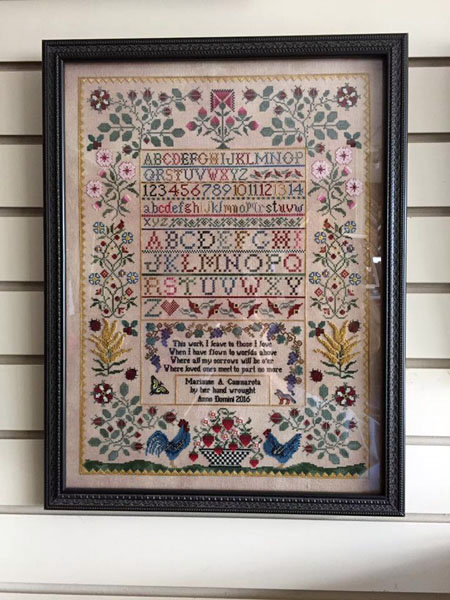 ABCDEFGHIJKLMNOP
QRSTUVWXYZ
1234567891011121314
abcdefghijklmnopqrstuvw
xyz
ABCDEFGHI
JKLMNOPQ
RSTUVWXY
Z
This work I leave to those I love
When I have flown to worlds above
Where all my sorrows will be o'er
Where loved ones meet to part no more
Marianne A. Cammarota
by her hand wrought
Anno Domini 2016